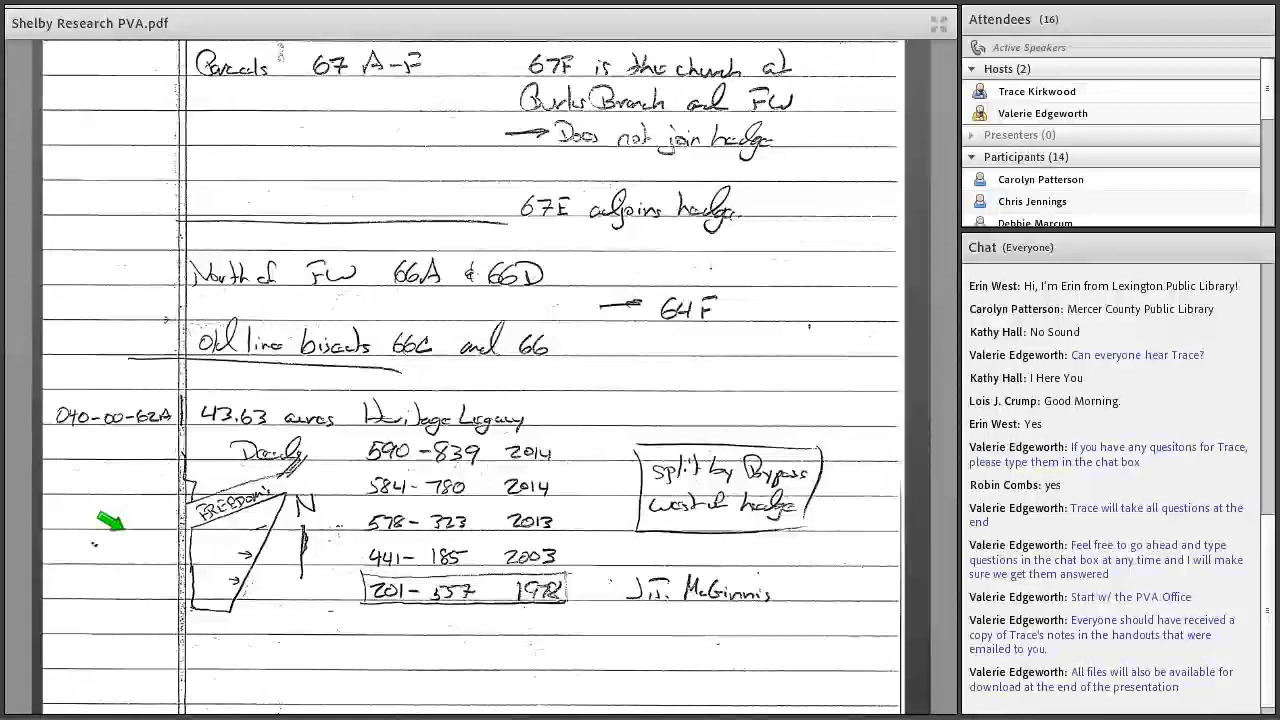 Shelby Research PVA.pdf
Parcels 67 A-F
67F is the church at
Burks Branch and FW
→ Does not join hedge
67E adjoins hedge.
North of FW 66A & 66D
→ 64F
Old line bisects 66C and 66
040-00-62A 43.63 acres Heritage Legacy
Deeds 590-839 2014
584-780 2014
578-323 2013
441-185 2003
201-357 1978
J.T. McGinnis
split by Bypass
west of hedge
FREEDOM'S
N
Attendees (16)
Active Speakers
Hosts (2)
Trace Kirkwood
Valerie Edgeworth
Presenters (0)
Participants (14)
Carolyn Patterson
Chris Jennings
Debbie Marcum
Chat (Everyone)
Erin West: Hi, I'm Erin from Lexington Public Library!
Carolyn Patterson: Mercer County Public Library
Kathy Hall: No Sound
Valerie Edgeworth: Can everyone hear Trace?
Kathy Hall: I Here You
Lois J. Crump: Good Morning.
Erin West: Yes
Valerie Edgeworth: If you have any quesitons for Trace,
please type them in the chat box
Robin Combs: yes
Valerie Edgeworth: Trace will take all questions at the
end
Valerie Edgeworth: Feel free to go ahead and type
questions in the chat box at any time and I will make
sure we get them answered
Valerie Edgeworth: Start w/ the PVA Office
Valerie Edgeworth: Everyone should have received a
copy of Trace's notes in the handouts that were
emailed to you.
Valerie Edgeworth: All files will also be available for
download at the end of the presentation